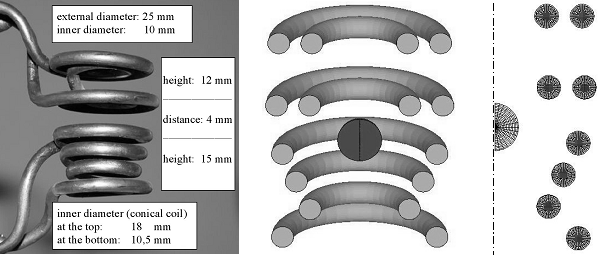 external diameter: 25 mm
inner diameter: 10 mm
height: 12 mm
distance: 4 mm
height: 15 mm
inner diameter (conical coil)
at the top: 18 mm
at the bottom: 10,5 mm